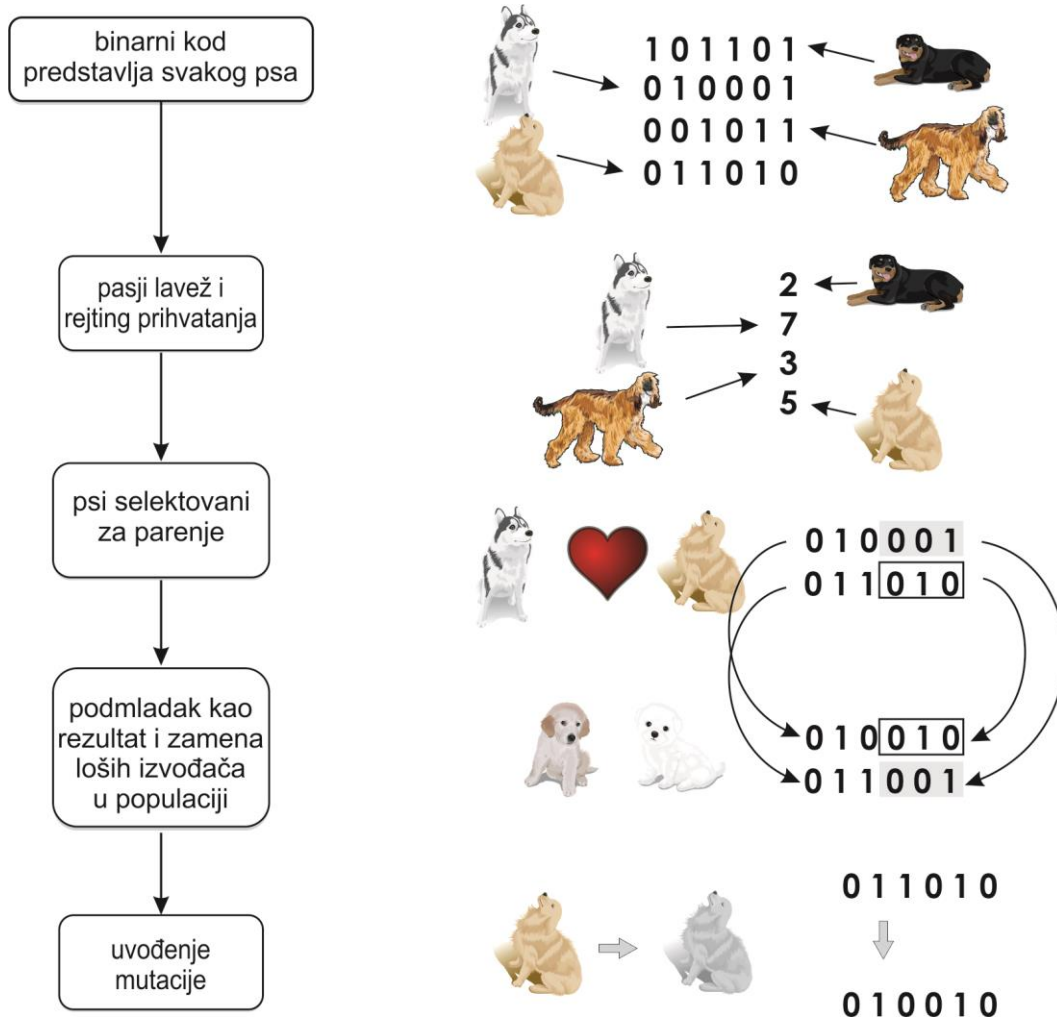 binarni kod
predstavlja svakog psa
1 0 1 1 0 1
0 1 0 0 0 1
0 0 1 0 1 1
0 1 1 0 1 0
pasji lavež i
rejting prihvatanja
2
7
3
5
psi selektovani
za parenje
0 1 0 0 0 1
0 1 1 0 1 0
podmladak kao
rezultat i zamena
loših izvođača
u populaciji
0 1 0 0 1 0
0 1 1 0 0 1
uvođenje
mutacije
0 1 1 0 1 0
0 1 0 0 1 0